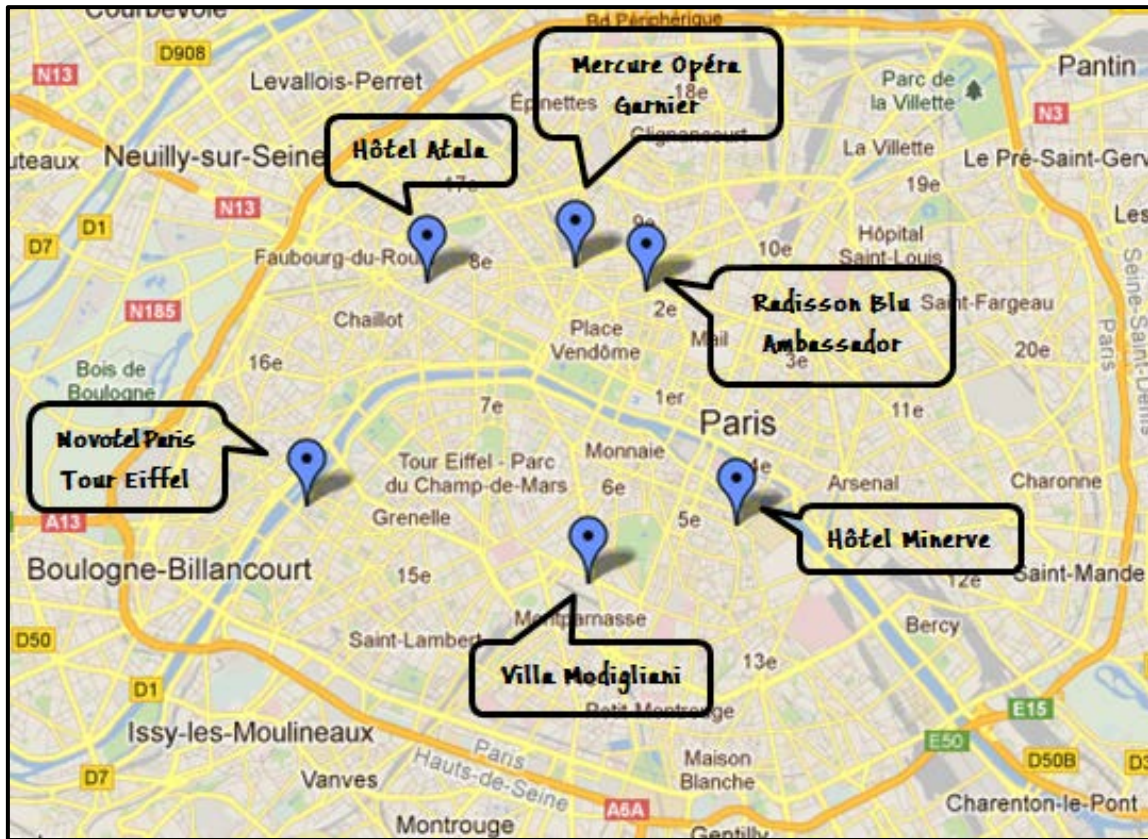 Courbevoie
Bd Périphérique
D908
N13
Levallois-Perret
Mercure Opéra
Garnier
Épinettes
18e
Clignancourt
Parc de
la Villette
Pantin
N3
Hôtel Atala
Neuilly-sur-Seine
La Villette
Le Pré-Saint-Gerv
17e
19e
N13
D1
D7
Les
Faubourg-du-Roule
8e
9e
10e
Hôpital
Saint-Louis
N185
Chaillot
Place
Vendôme
2e
Mail
3e
Radisson Blu
Ambassador
Saint-Fargeau
20e
Seine-Saint-Denis
Paris
16e
Bois de
Boulogne
7e
1er
Paris
11e
Novotel Paris
Tour Eiffel
Tour Eiffel - Parc
du Champ-de-Mars
Monnaie
6e
4e
Arsenal
Charonne
A13
Grenelle
5e
Hôtel Minerve
Boulogne-Billancourt
15e
12e
Saint-Mande
Montparnasse
D50
Saint-Lambert
Bercy
Villa Modigliani
13e
D1
Petit-Montrouge
E15
Issy-les-Moulineaux
E50
D50B
Paris
Hauts-de-Seine
Maison
Blanche
D7
Vanves
A6A
Charenton-le-Pont
Montrouge
Gentilly